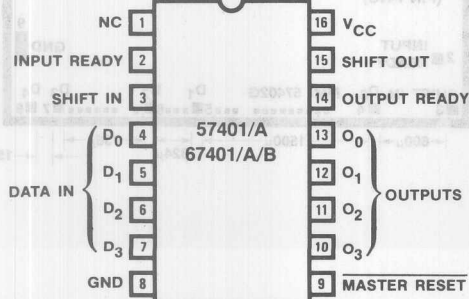 NC 1 16 VCC
INPUT READY 2 15 SHIFT OUT
SHIFT IN 3 14 OUTPUT READY
D0 4 57401/A 13 O0
67401/A/B
D1 5 12 O1
DATA IN OUTPUTS
D2 6 11 O2
D3 7 10 O3
GND 8 9 MASTER RESET